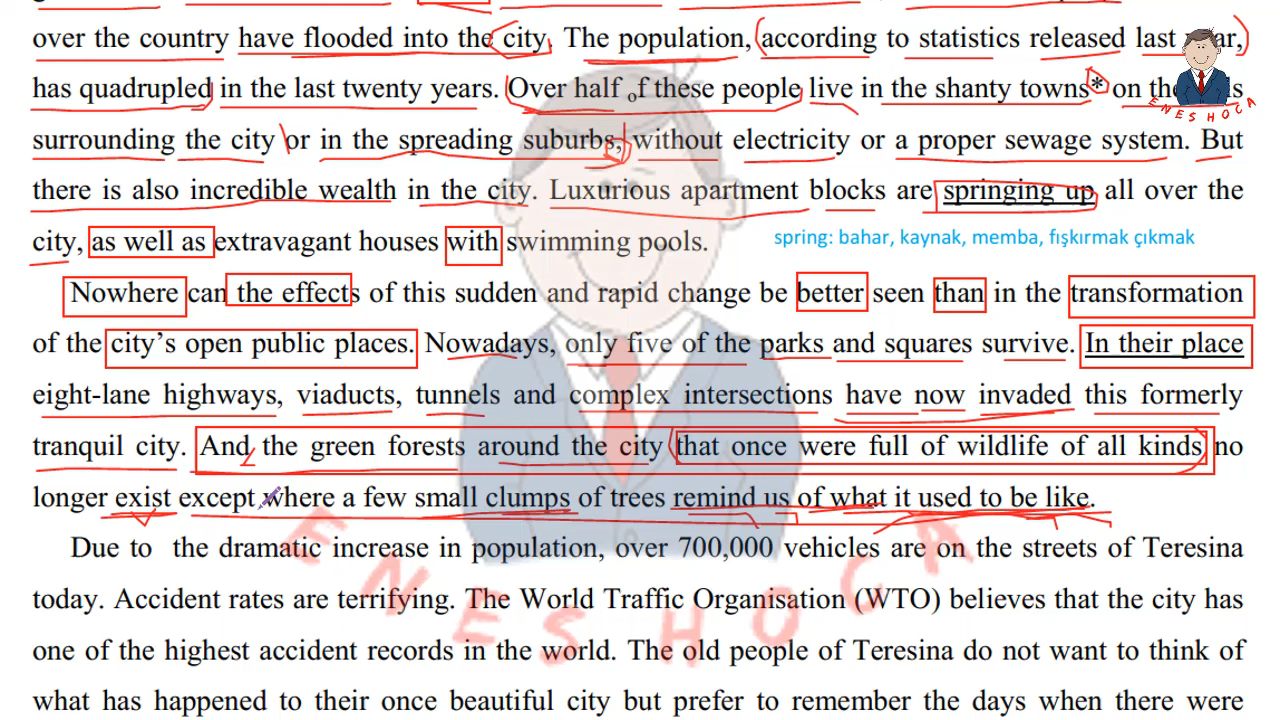 over the country have flooded into the city. The population, (according to statistics released last
has quadrupled in the last twenty years. Over half of these people live in the shanty towns* on
surrounding the city or in the spreading suburbs, without electricity or a proper sewage system. But
there is also incredible wealth in the city. Luxurious apartment blocks are springing up all over the
city, as well as extravagant houses with swimming pools.
spring: bahar, kaynak, memba, fışkırmak çıkmak
Nowhere can the effects of this sudden and rapid change be better seen than in the transformation
of the city's open public places. Nowadays, only five of the parks and squares survive. In their place
eight-lane highways, viaducts, tunnels and complex intersections have now invaded this formerly
tranquil city. And the green forests around the city that once were full of wildlife of all kinds no
longer exist except where a few small clumps of trees remind us of what it used to be like.
Due to the dramatic increase in population, over 700,000 vehicles are on the streets of Teresina
today. Accident rates are terrifying. The World Traffic Organisation (WTO) believes that the city has
one of the highest accident records in the world. The old people of Teresina do not want to think of
what has happened to their once beautiful city but prefer to remember the days when there were
ENES HOCA
ENES HOCA